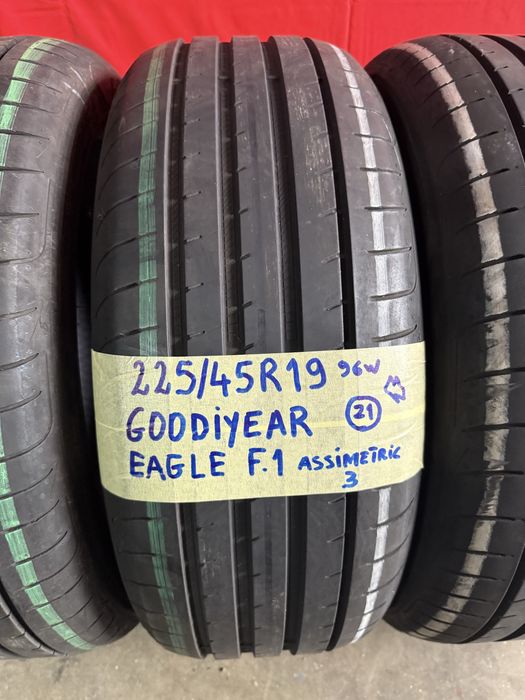 225/45R19 96W
GOODiYEAR 21
EAGLE F.1 ASSiMETRiC
3